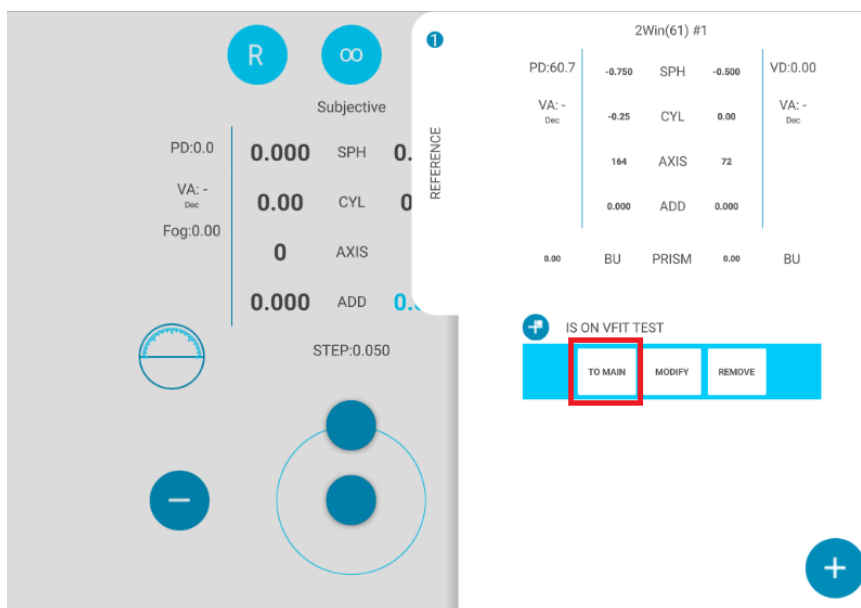 R
∞
Subjective
PD:0.0
0.000 SPH 0.
VA: -
Dec
0.00 CYL 0
Fog:0.00
0 AXIS
0.000 ADD 0.
STEP:0.050
−
1
REFERENCE
2Win(61) #1
PD:60.7 -0.750 SPH -0.500 VD:0.00
VA: - -0.25 CYL 0.00 VA: -
Dec Dec
164 AXIS 72
0.000 ADD 0.000
0.00 BU PRISM 0.00 BU
IS ON VFIT TEST
TO MAIN MODIFY REMOVE
+